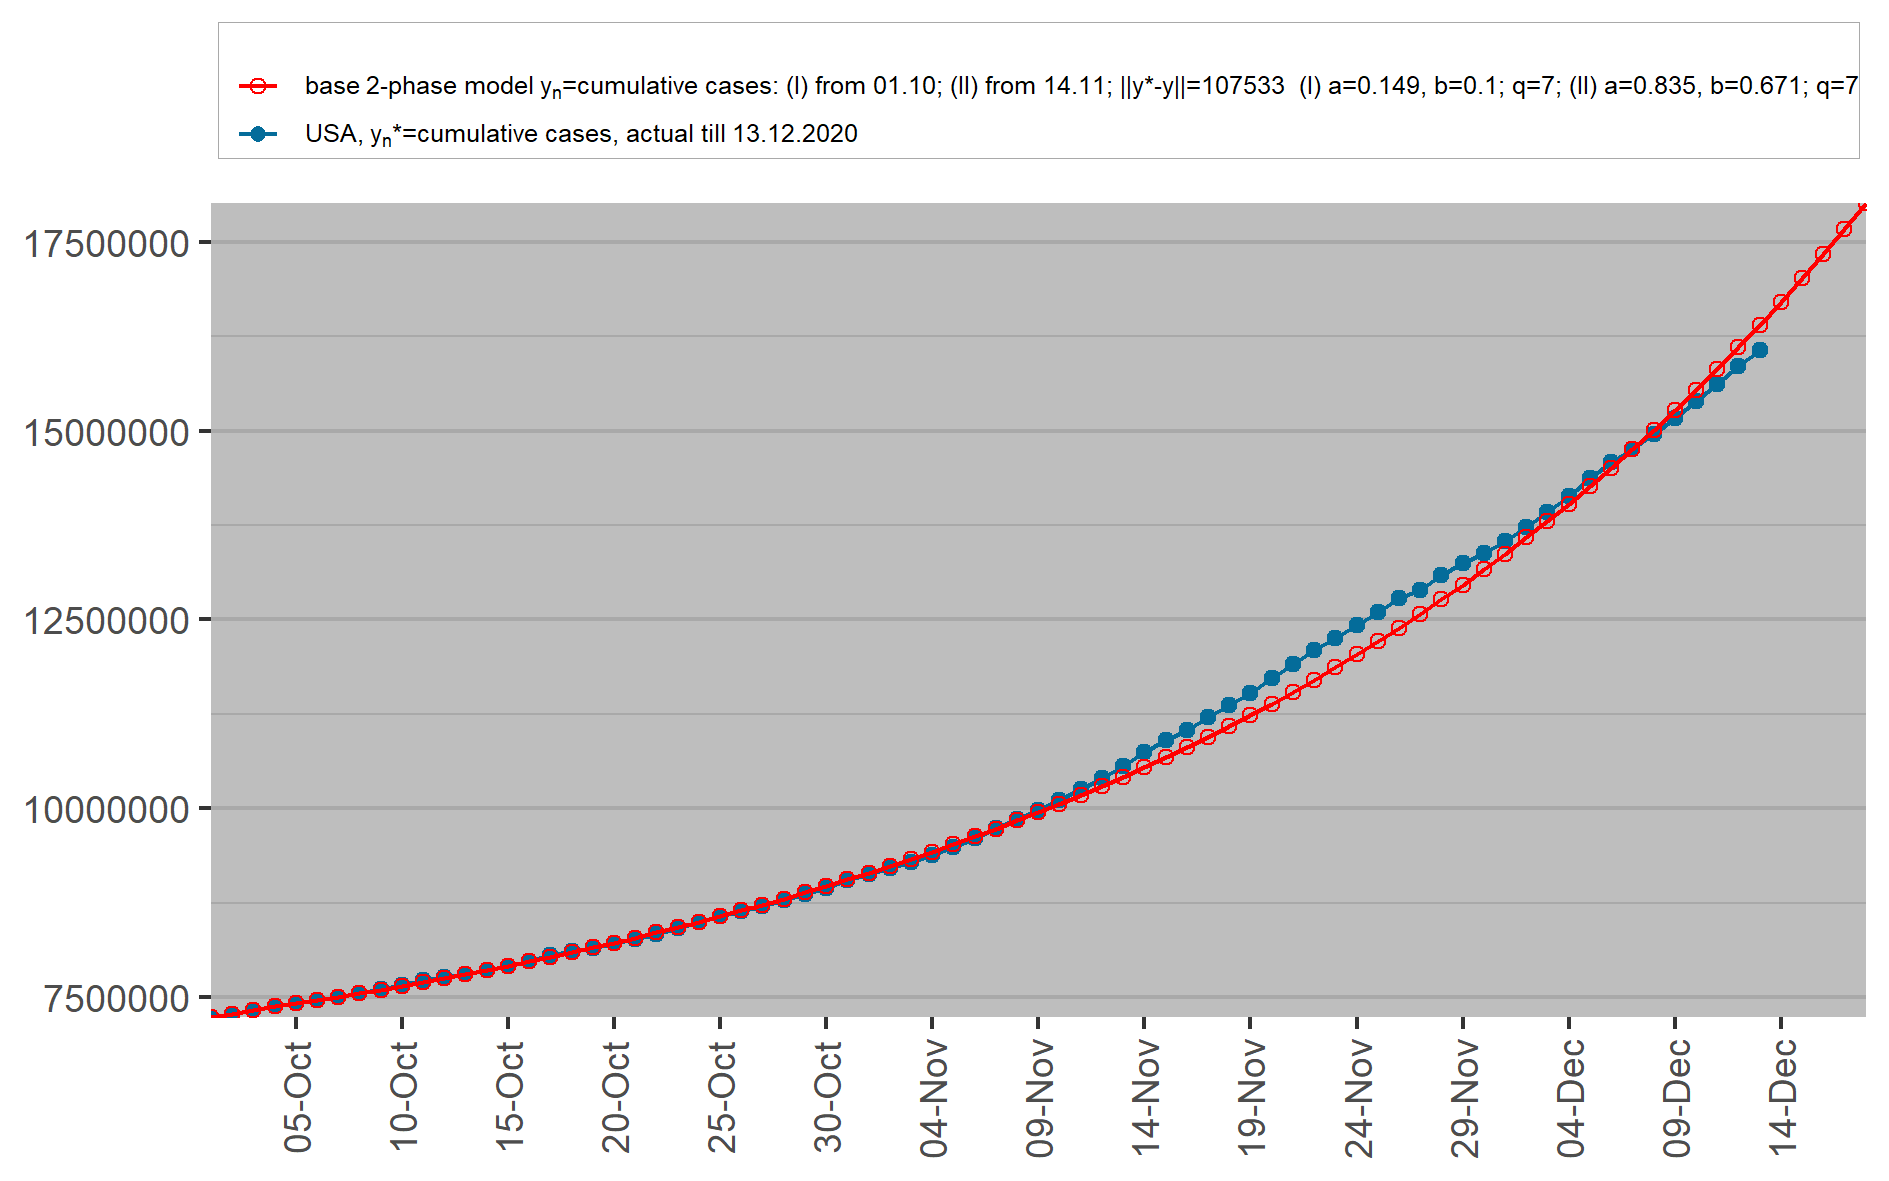 base 2-phase model yn=cumulative cases: (I) from 01.10; (II) from 14.11; ||y*-y||=107533  (I) a=0.149, b=0.1; q=7; (II) a=0.835, b=0.671; q=7
USA, yn*=cumulative cases, actual till 13.12.2020
17500000
15000000
12500000
10000000
7500000
05-Oct
10-Oct
15-Oct
20-Oct
25-Oct
30-Oct
04-Nov
09-Nov
14-Nov
19-Nov
24-Nov
29-Nov
04-Dec
09-Dec
14-Dec